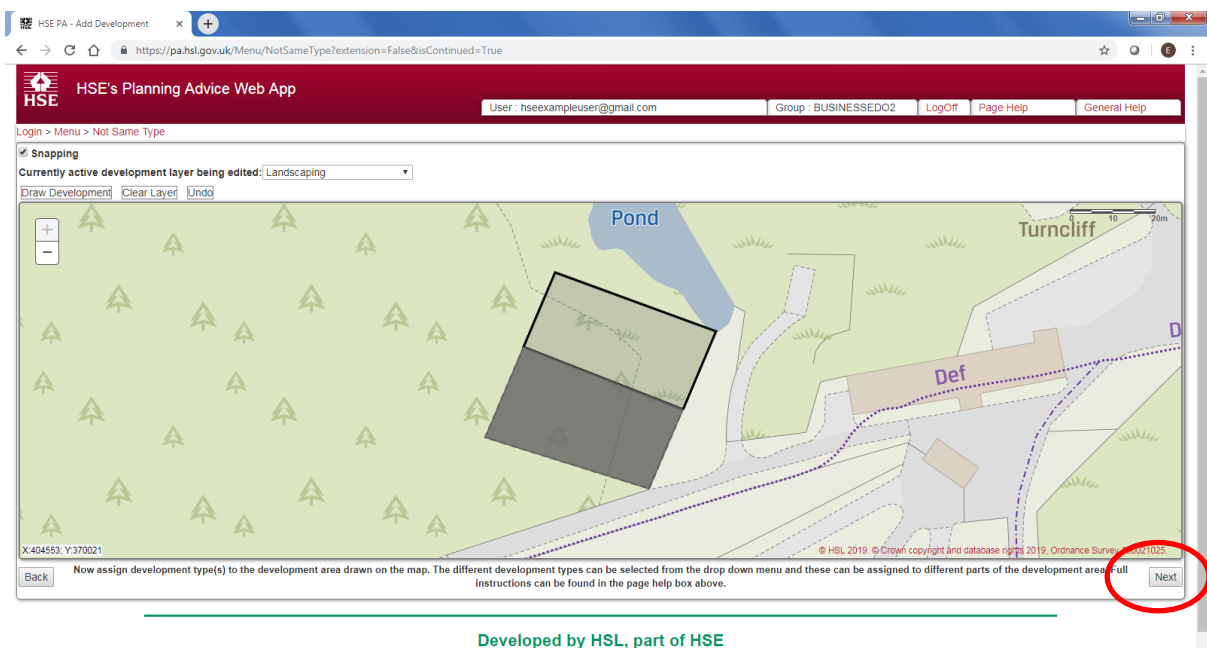 HSE PA - Add Development
https://pa.hsl.gov.uk/Menu/NotSameType?extension=False&isContinued=True
E
HSE
HSE's Planning Advice Web App
User : hseexampleuser@gmail.com
Group : BUSINESSEDO2
LogOff
Page Help
General Help
Login > Menu > Not Same Type
Snapping
Currently active development layer being edited: Landscaping
Draw Development
Clear Layer
Undo
+
−
Pond
Turncliff
0 10 20m
D
Def
X:404553; Y:370021
© HSL 2019. © Crown copyright and database rights 2019, Ordnance Survey 100021025.
Back
Now assign development type(s) to the development area drawn on the map. The different development types can be selected from the drop down menu and these can be assigned to different parts of the development area. Full
instructions can be found in the page help box above.
Next
Developed by HSL, part of HSE